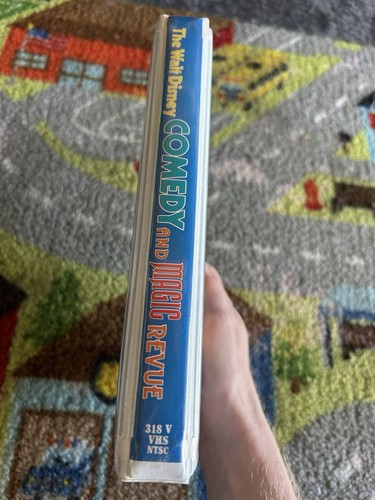 The Walt Disney COMEDY AND MAGIC REVUE
318 V
VHS
NTSC